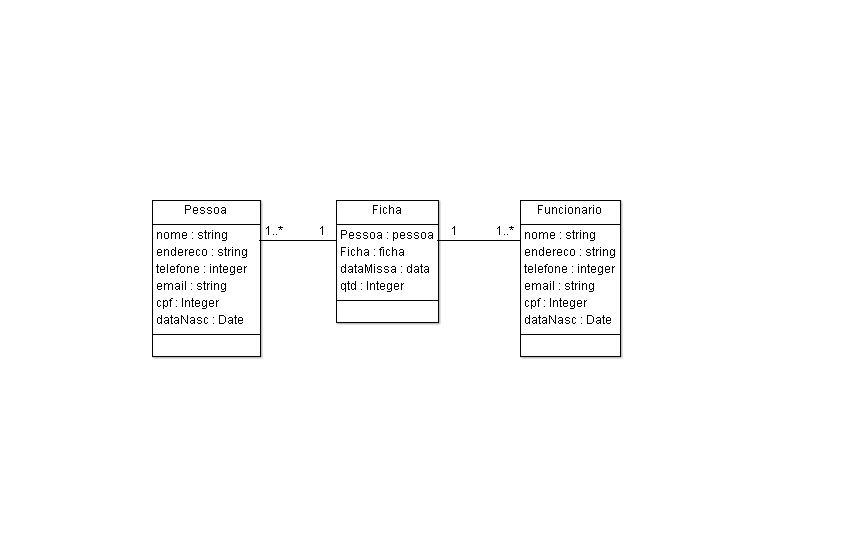 Pessoa
nome : string
endereco : string
telefone : integer
email : string
cpf : Integer
dataNasc : Date
1..*
1
Ficha
Pessoa : pessoa
Ficha : ficha
dataMissa : data
qtd : Integer
1
1..*
Funcionario
nome : string
endereco : string
telefone : integer
email : string
cpf : Integer
dataNasc : Date